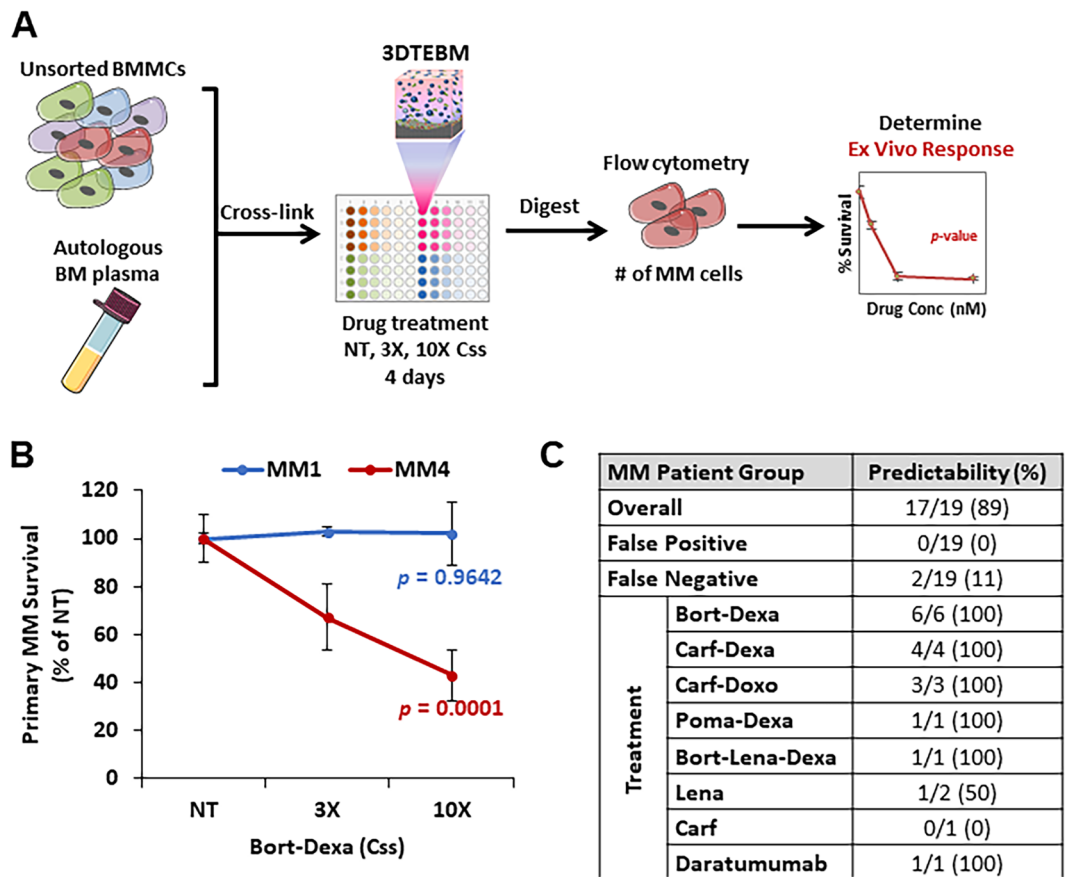 A
Unsorted BMMCs
Autologous
BM plasma
Cross-link
3DTEBM
Drug treatment
NT, 3X, 10X Css
4 days
Digest
Flow cytometry
# of MM cells
Determine
Ex Vivo Response
% Survival
p-value
Drug Conc (nM)
B
MM1 MM4
Primary MM Survival
(% of NT)
120
100
80
60
40
20
0
p = 0.9642
p = 0.0001
NT 3X 10X
Bort-Dexa (Css)
C
MM Patient Group Predictability (%)
Overall 17/19 (89)
False Positive 0/19 (0)
False Negative 2/19 (11)
Treatment
Bort-Dexa 6/6 (100)
Carf-Dexa 4/4 (100)
Carf-Doxo 3/3 (100)
Poma-Dexa 1/1 (100)
Bort-Lena-Dexa 1/1 (100)
Lena 1/2 (50)
Carf 0/1 (0)
Daratumumab 1/1 (100)